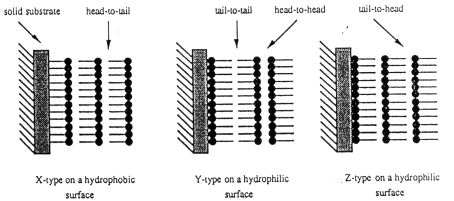 solid substrate
head-to-tail
tail-to-tail
head-to-head
tail-to-head
X-type on a hydrophobic
surface
Y-type on a hydrophilic
surface
Z-type on a hydrophilic
surface